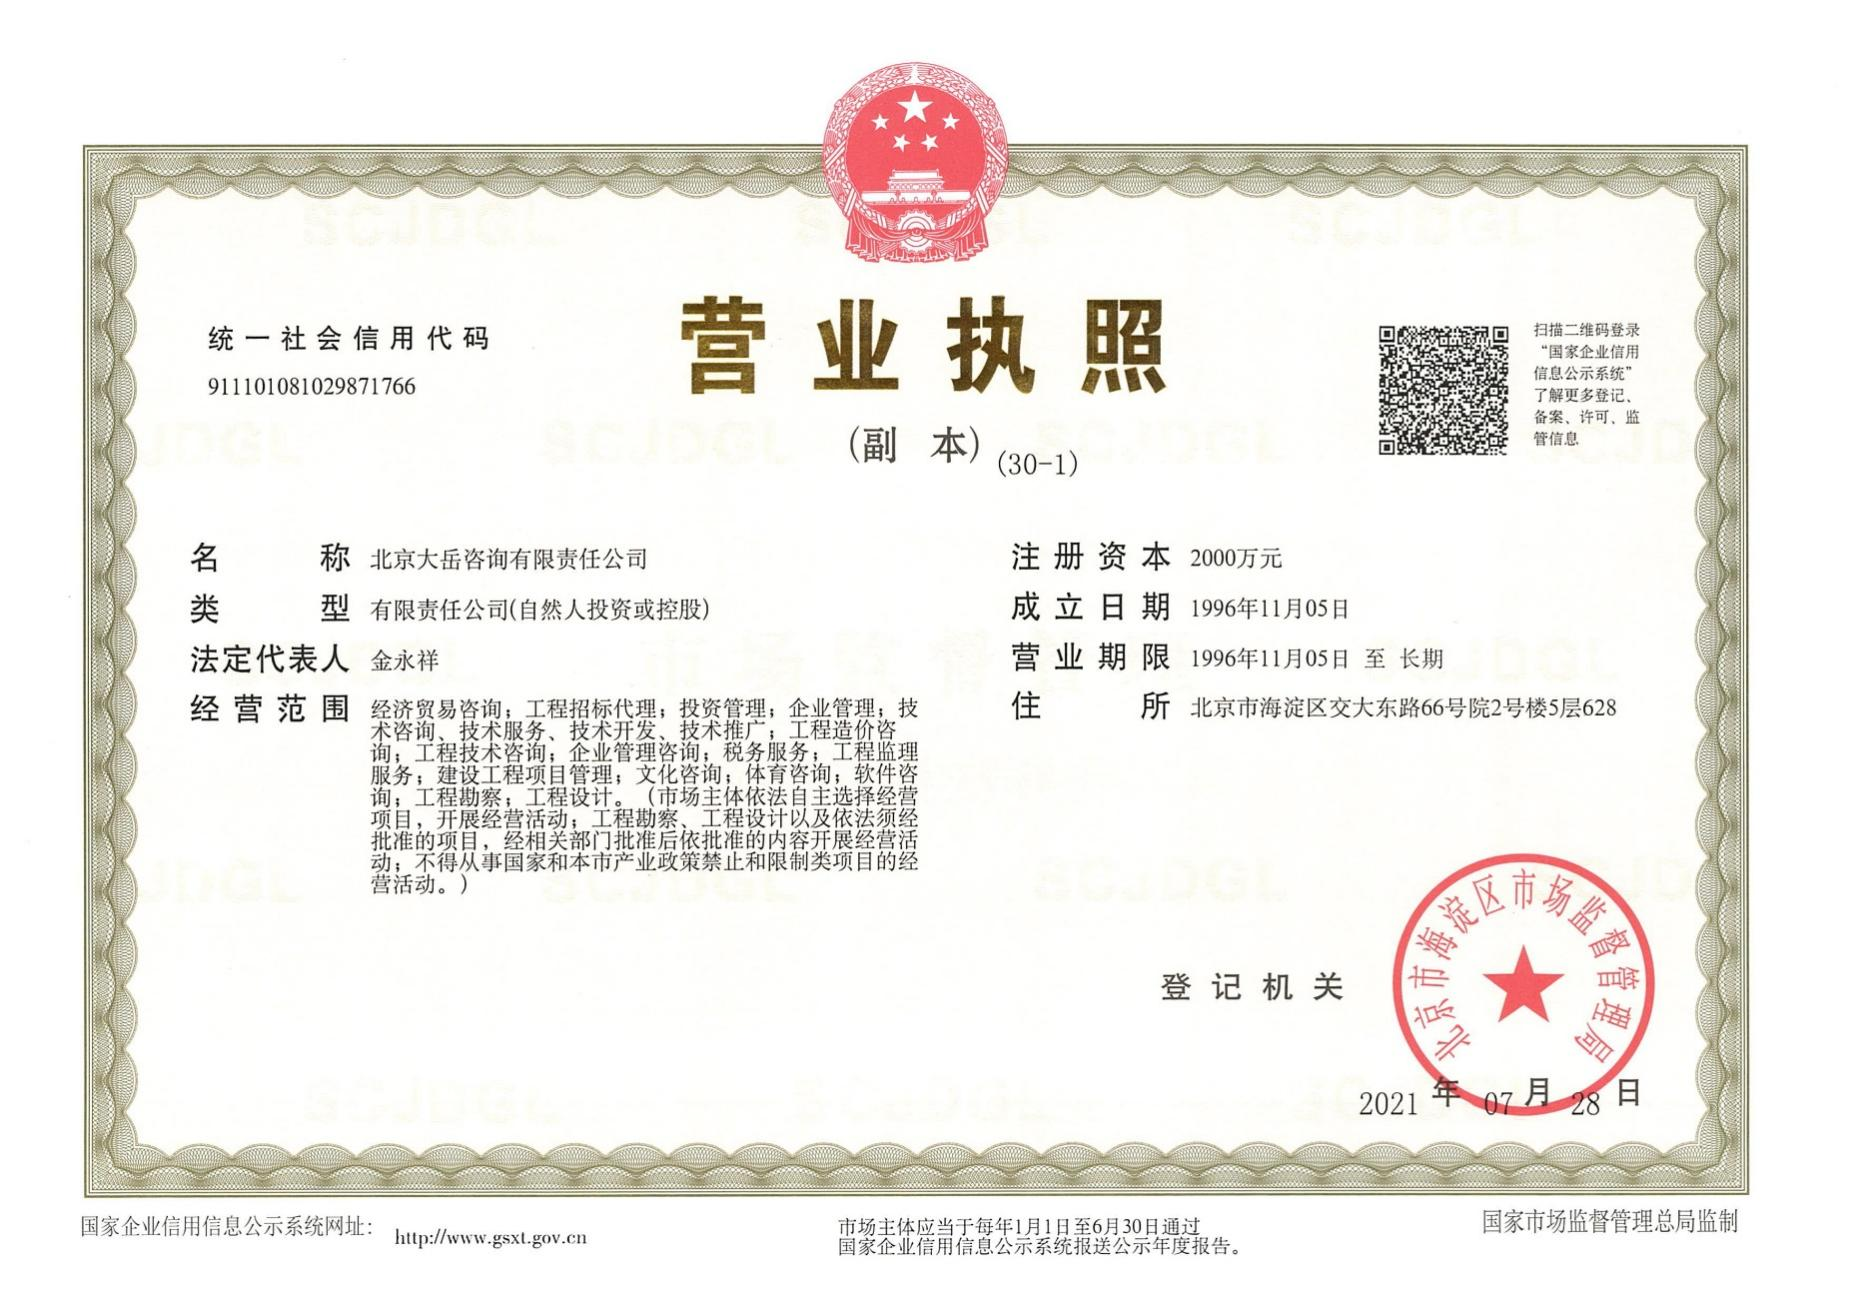 统一社会信用代码
911101081029871766
营业执照
(副 本) (30-1)
扫描二维码登录
“国家企业信用
信息公示系统”
了解更多登记、
备案、许可、监
管信息
名 称 北京大岳咨询有限责任公司
类 型 有限责任公司(自然人投资或控股)
法定代表人 金永祥
经营范围 经济贸易咨询；工程招标代理；投资管理；企业管理；技
术咨询、技术服务、技术开发、技术推广；工程造价咨
询；工程技术咨询；企业管理咨询；税务服务；工程监理
服务；建设工程项目管理；文化咨询；体育咨询；软件咨
询；工程勘察；工程设计。（市场主体依法自主选择经营
项目，开展经营活动；工程勘察、工程设计以及依法须经
批准的项目，经相关部门批准后依批准的内容开展经营活
动；不得从事国家和本市产业政策禁止和限制类项目的经
营活动。）
注册资本 2000万元
成立日期 1996年11月05日
营业期限 1996年11月05日 至 长期
住 所 北京市海淀区交大东路66号院2号楼5层628
登记机关
北京市海淀区市场监督管理局
2021 年 07 月 28 日
国家企业信用信息公示系统网址： http://www.gsxt.gov.cn
市场主体应当于每年1月1日至6月30日通过
国家企业信用信息公示系统报送公示年度报告。
国家市场监督管理总局监制